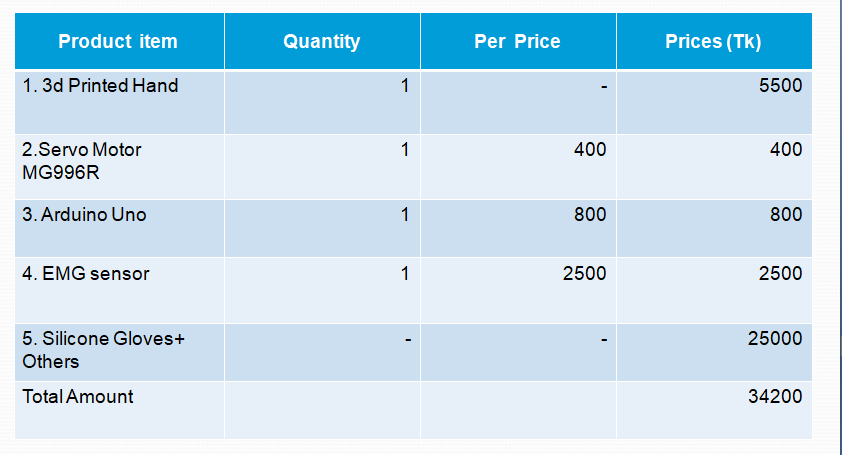 Product item Quantity Per Price Prices (Tk)
1. 3d Printed Hand 1 - 5500
2.Servo Motor 1 400 400
MG996R
3. Arduino Uno 1 800 800
4. EMG sensor 1 2500 2500
5. Silicone Gloves+ - - 25000
Others
Total Amount 34200